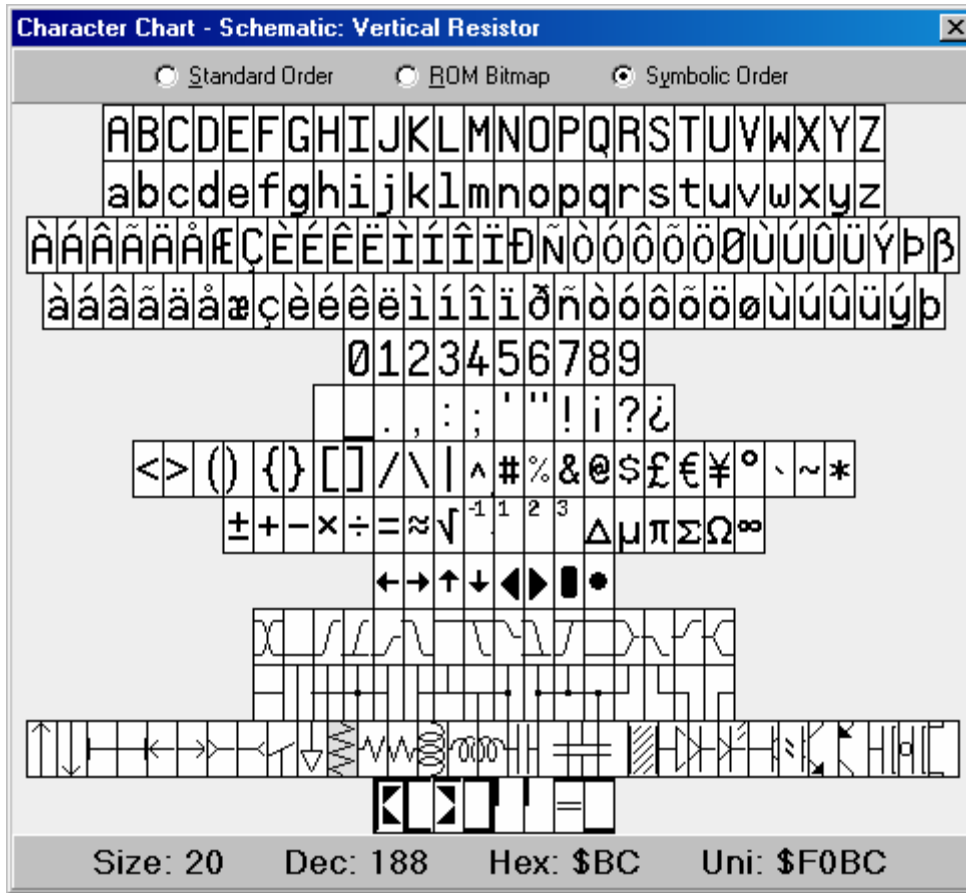 Character Chart - Schematic: Vertical Resistor
Standard Order ROM Bitmap Symbolic Order
ABCDEFGHIJKLMNOPQRSTUVWXYZ
abcdefghijklmnopqrstuvwxyz
ÀÁÂÃÄÅÆÇÈÉÊËÌÍÎÏÐÑÒÓÔÕÖØÙÚÛÜÝÞß
àáâãäåæçèéêëìíîïðñòóôõöøùúûüýþ
0123456789
_.,:;'"!¡?¿
<>(){}[]/\|^#%&@$£€¥°`~*
±+−×÷=≈√⁻¹¹²³Δµπ∑Ω∞
←→↑↓◀▶▮●
Size: 20 Dec: 188 Hex: $BC Uni: $F0BC